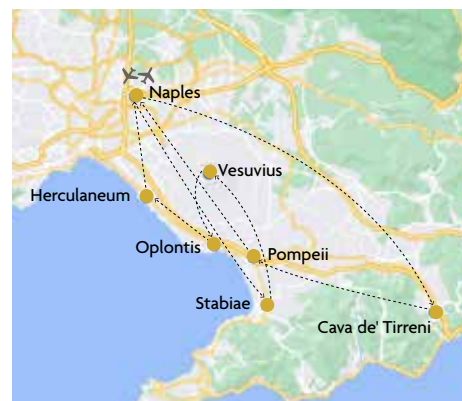 Naples
Vesuvius
Herculaneum
Oplontis
Pompeii
Stabiae
Cava de' Tirreni